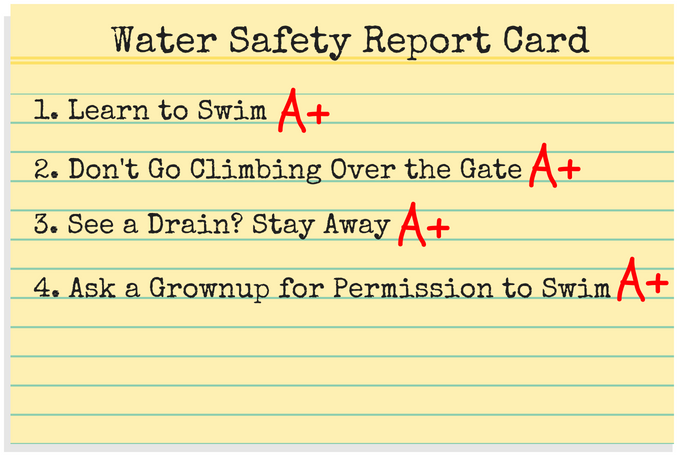 Water Safety Report Card
1. Learn to Swim A+
2. Don't Go Climbing Over the Gate A+
3. See a Drain? Stay Away A+
4. Ask a Grownup for Permission to Swim A+